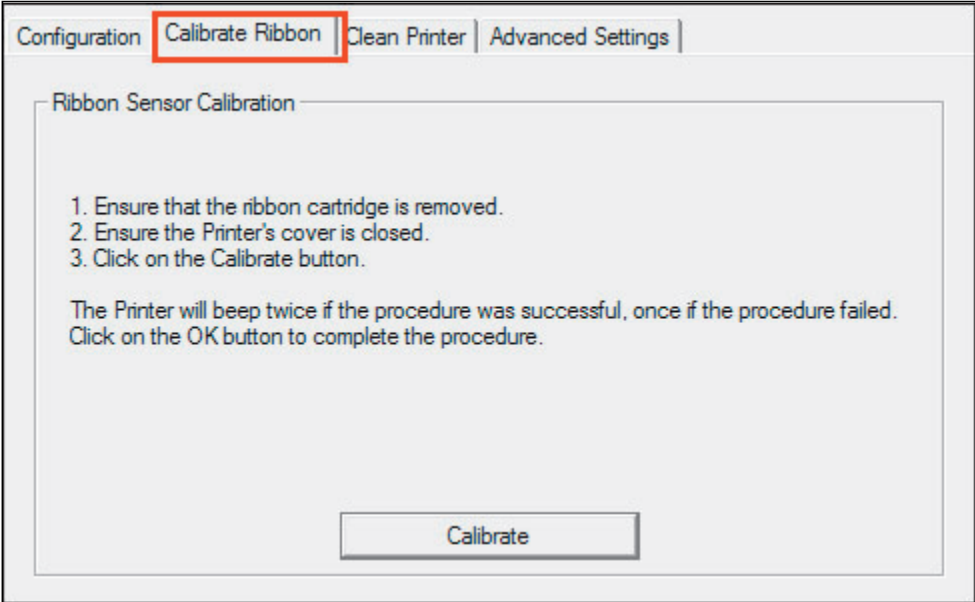 Configuration Calibrate Ribbon Clean Printer Advanced Settings
Ribbon Sensor Calibration
1. Ensure that the ribbon cartridge is removed.
2. Ensure the Printer's cover is closed.
3. Click on the Calibrate button.
The Printer will beep twice if the procedure was successful, once if the procedure failed.
Click on the OK button to complete the procedure.
Calibrate